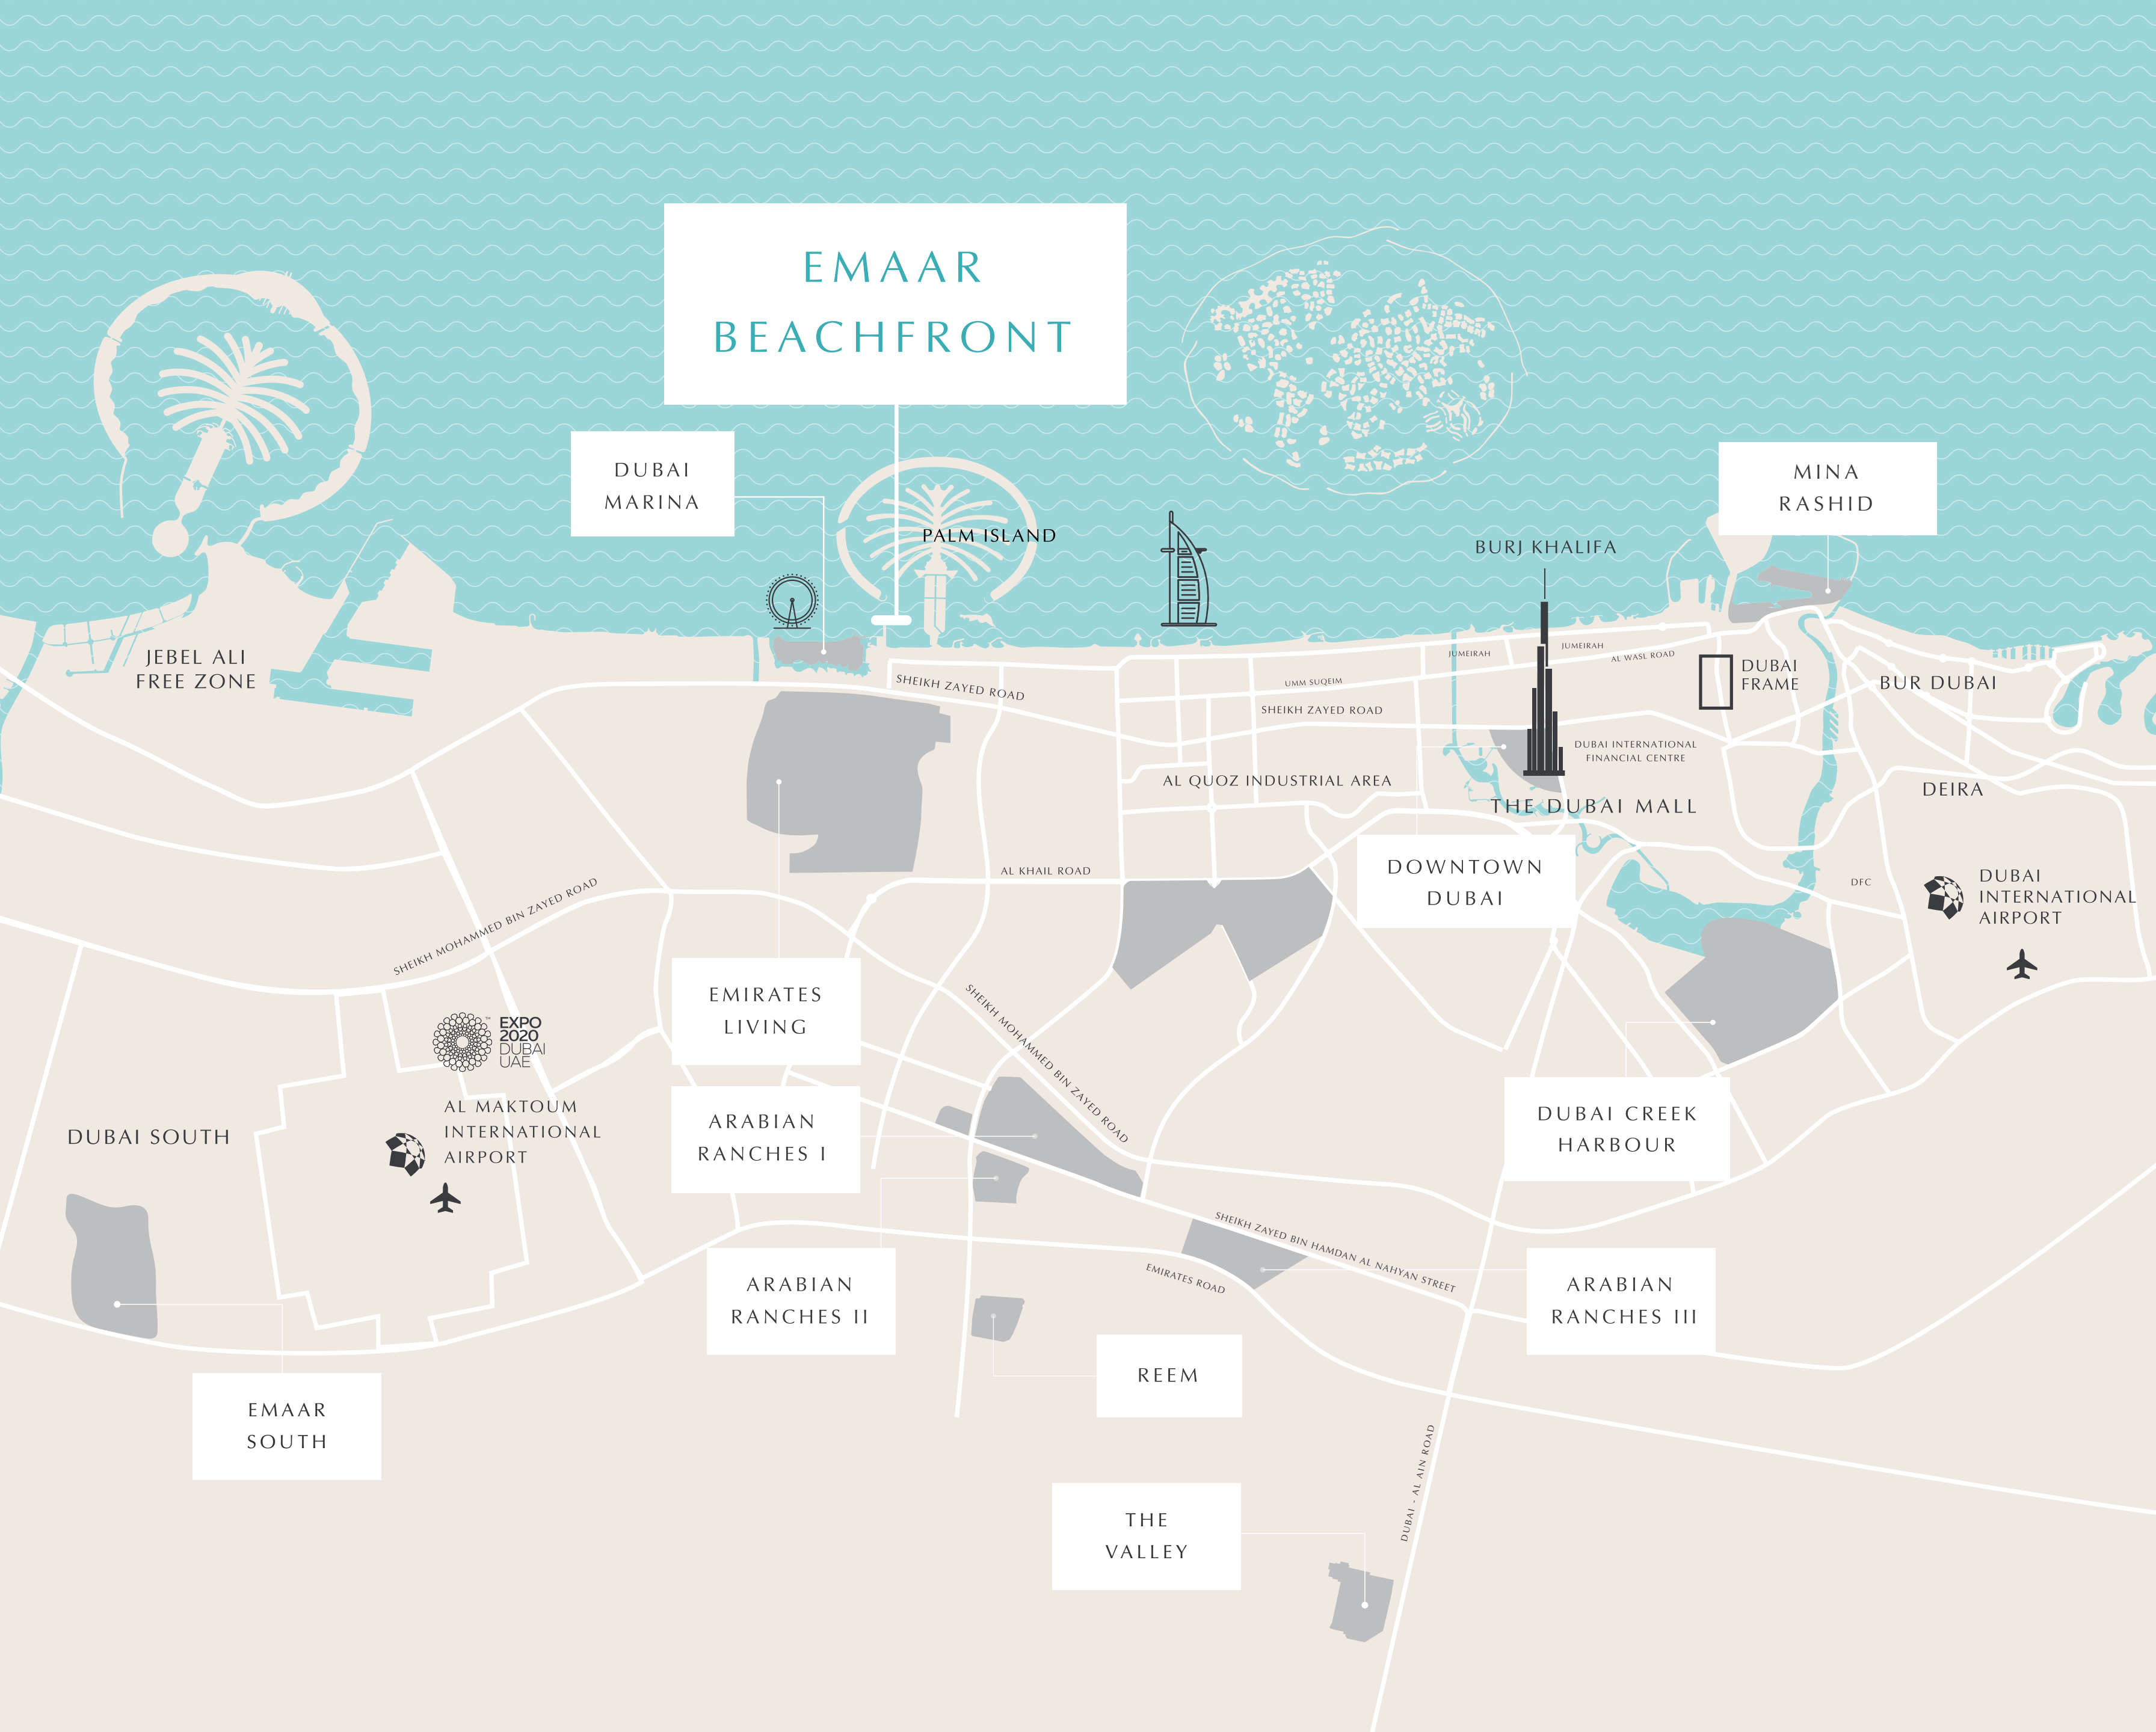 EMAAR
BEACHFRONT
DUBAI
MARINA
MINA
RASHID
PALM ISLAND
BURJ KHALIFA
JEBEL ALI
FREE ZONE
JUMEIRAH
JUMEIRAH
AL WASL ROAD
DUBAI
FRAME
BUR DUBAI
SHEIKH ZAYED ROAD
UMM SUQEIM
SHEIKH ZAYED ROAD
DUBAI INTERNATIONAL
FINANCIAL CENTRE
AL QUOZ INDUSTRIAL AREA
THE DUBAI MALL
DEIRA
DOWNTOWN
DUBAI
AL KHAIL ROAD
DFC
DUBAI
INTERNATIONAL
AIRPORT
SHEIKH MOHAMMED BIN ZAYED ROAD
EMIRATES
LIVING
SHEIKH MOHAMMED BIN ZAYED ROAD
EXPO
2020
DUBAI
UAE
™
AL MAKTOUM
INTERNATIONAL
AIRPORT
DUBAI SOUTH
ARABIAN
RANCHES I
DUBAI CREEK
HARBOUR
SHEIKH ZAYED BIN HAMDAN AL NAHYAN STREET
EMIRATES ROAD
ARABIAN
RANCHES II
ARABIAN
RANCHES III
REEM
EMAAR
SOUTH
DUBAI - AL AIN ROAD
THE
VALLEY